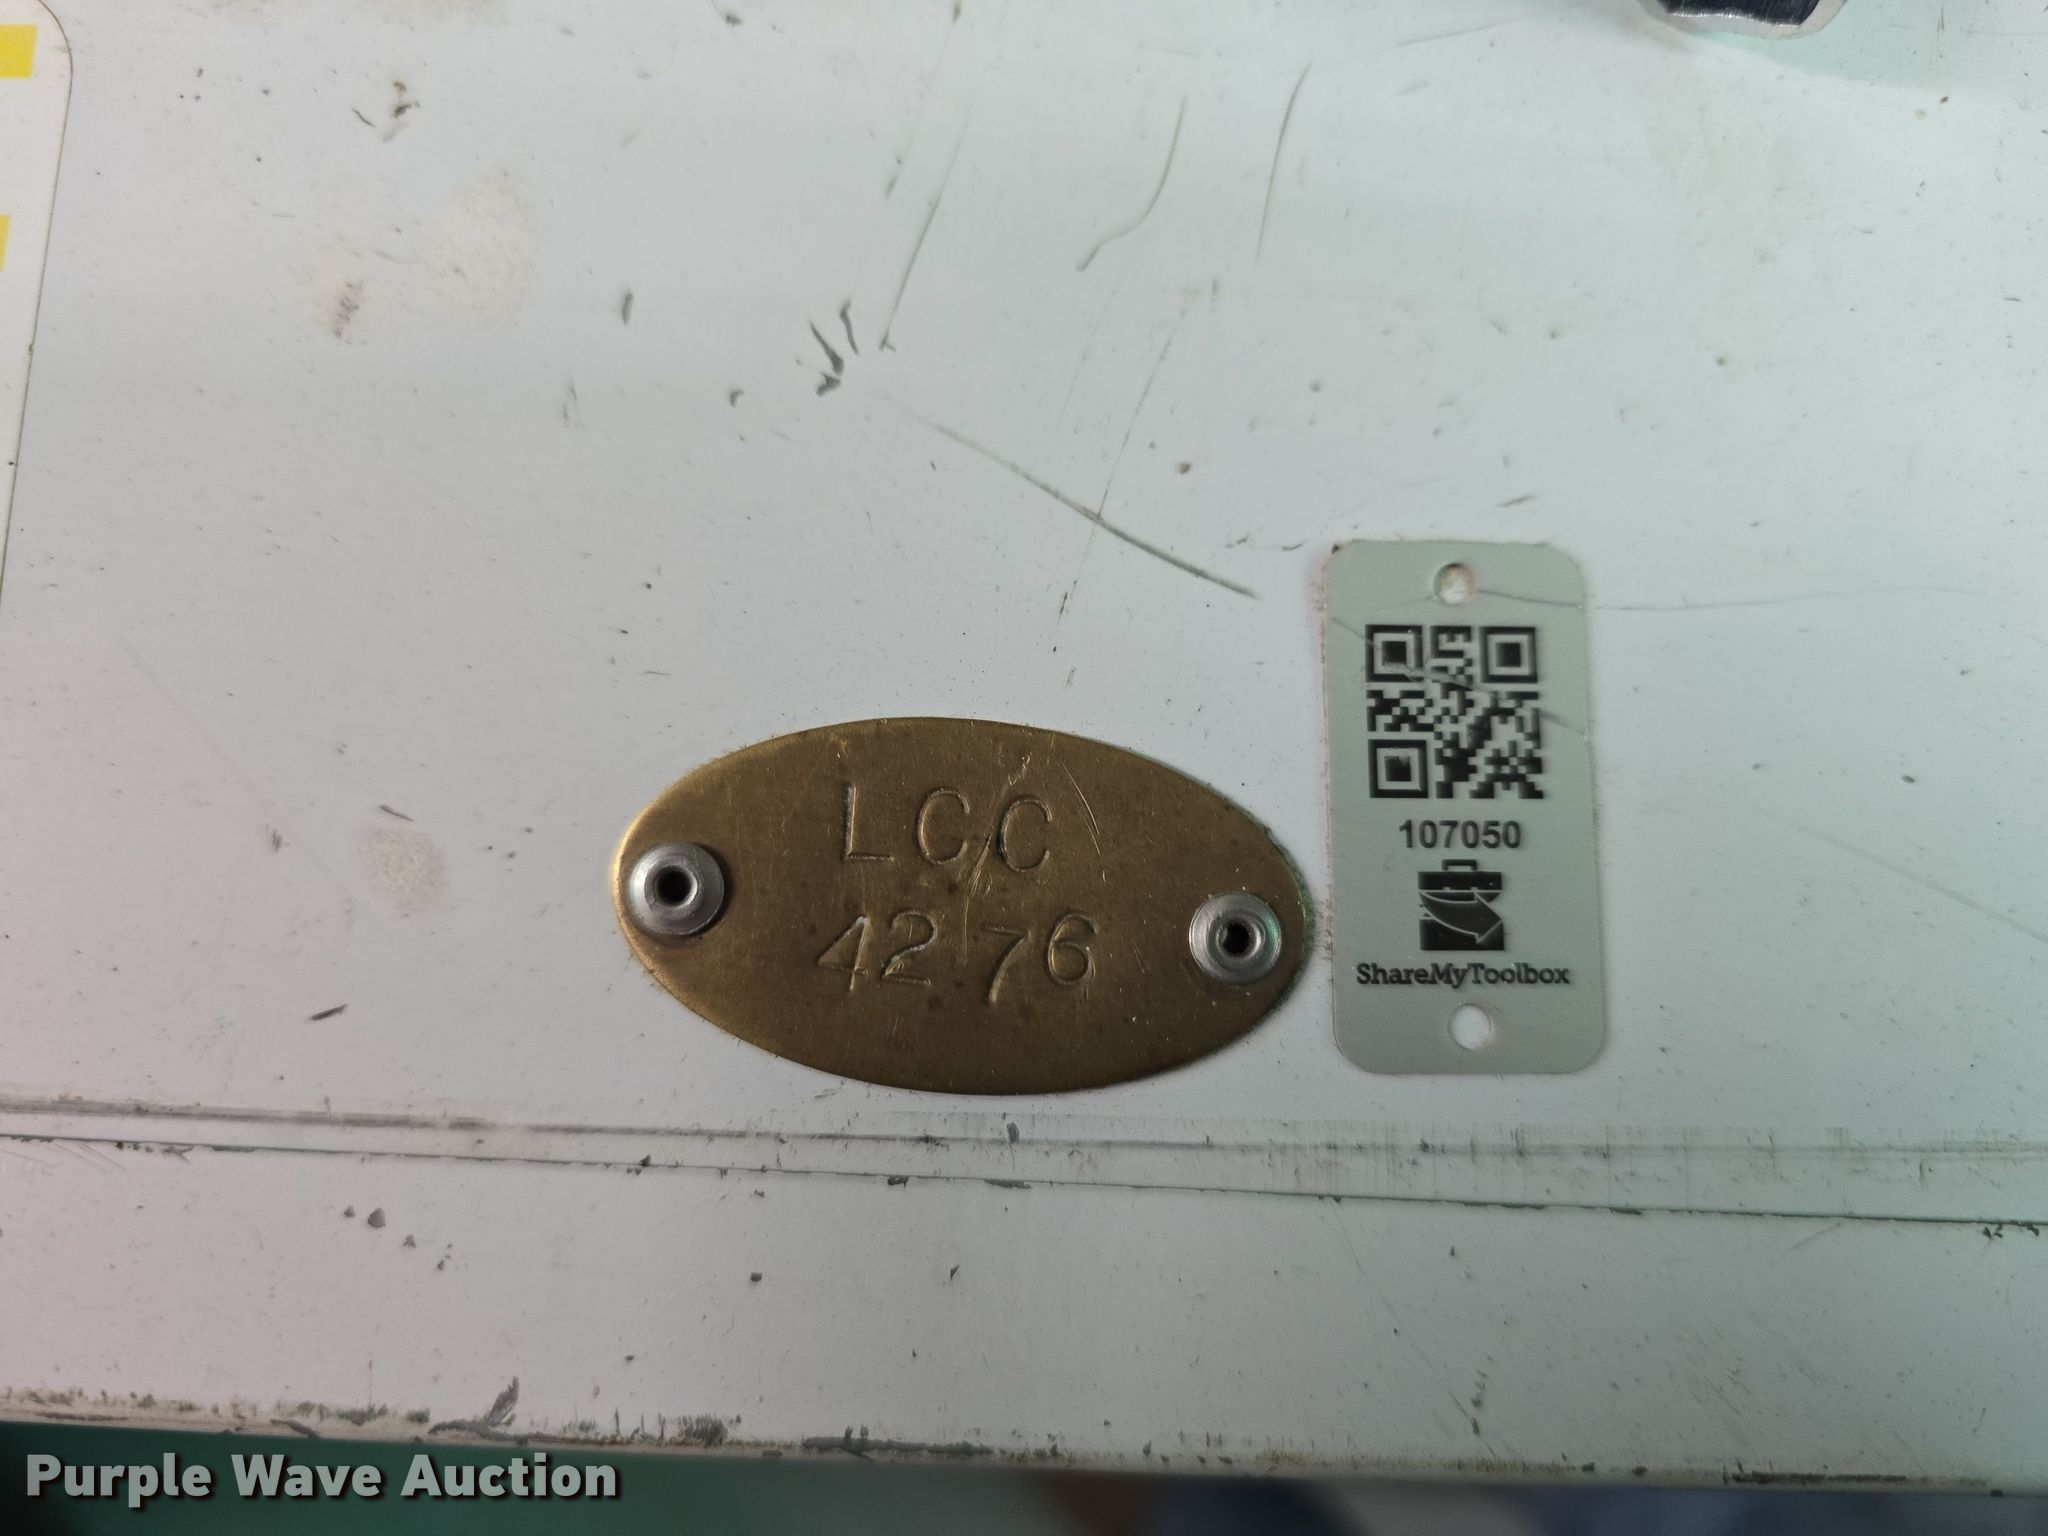 LCC
4276
107050
ShareMyToolbox
Purple Wave Auction